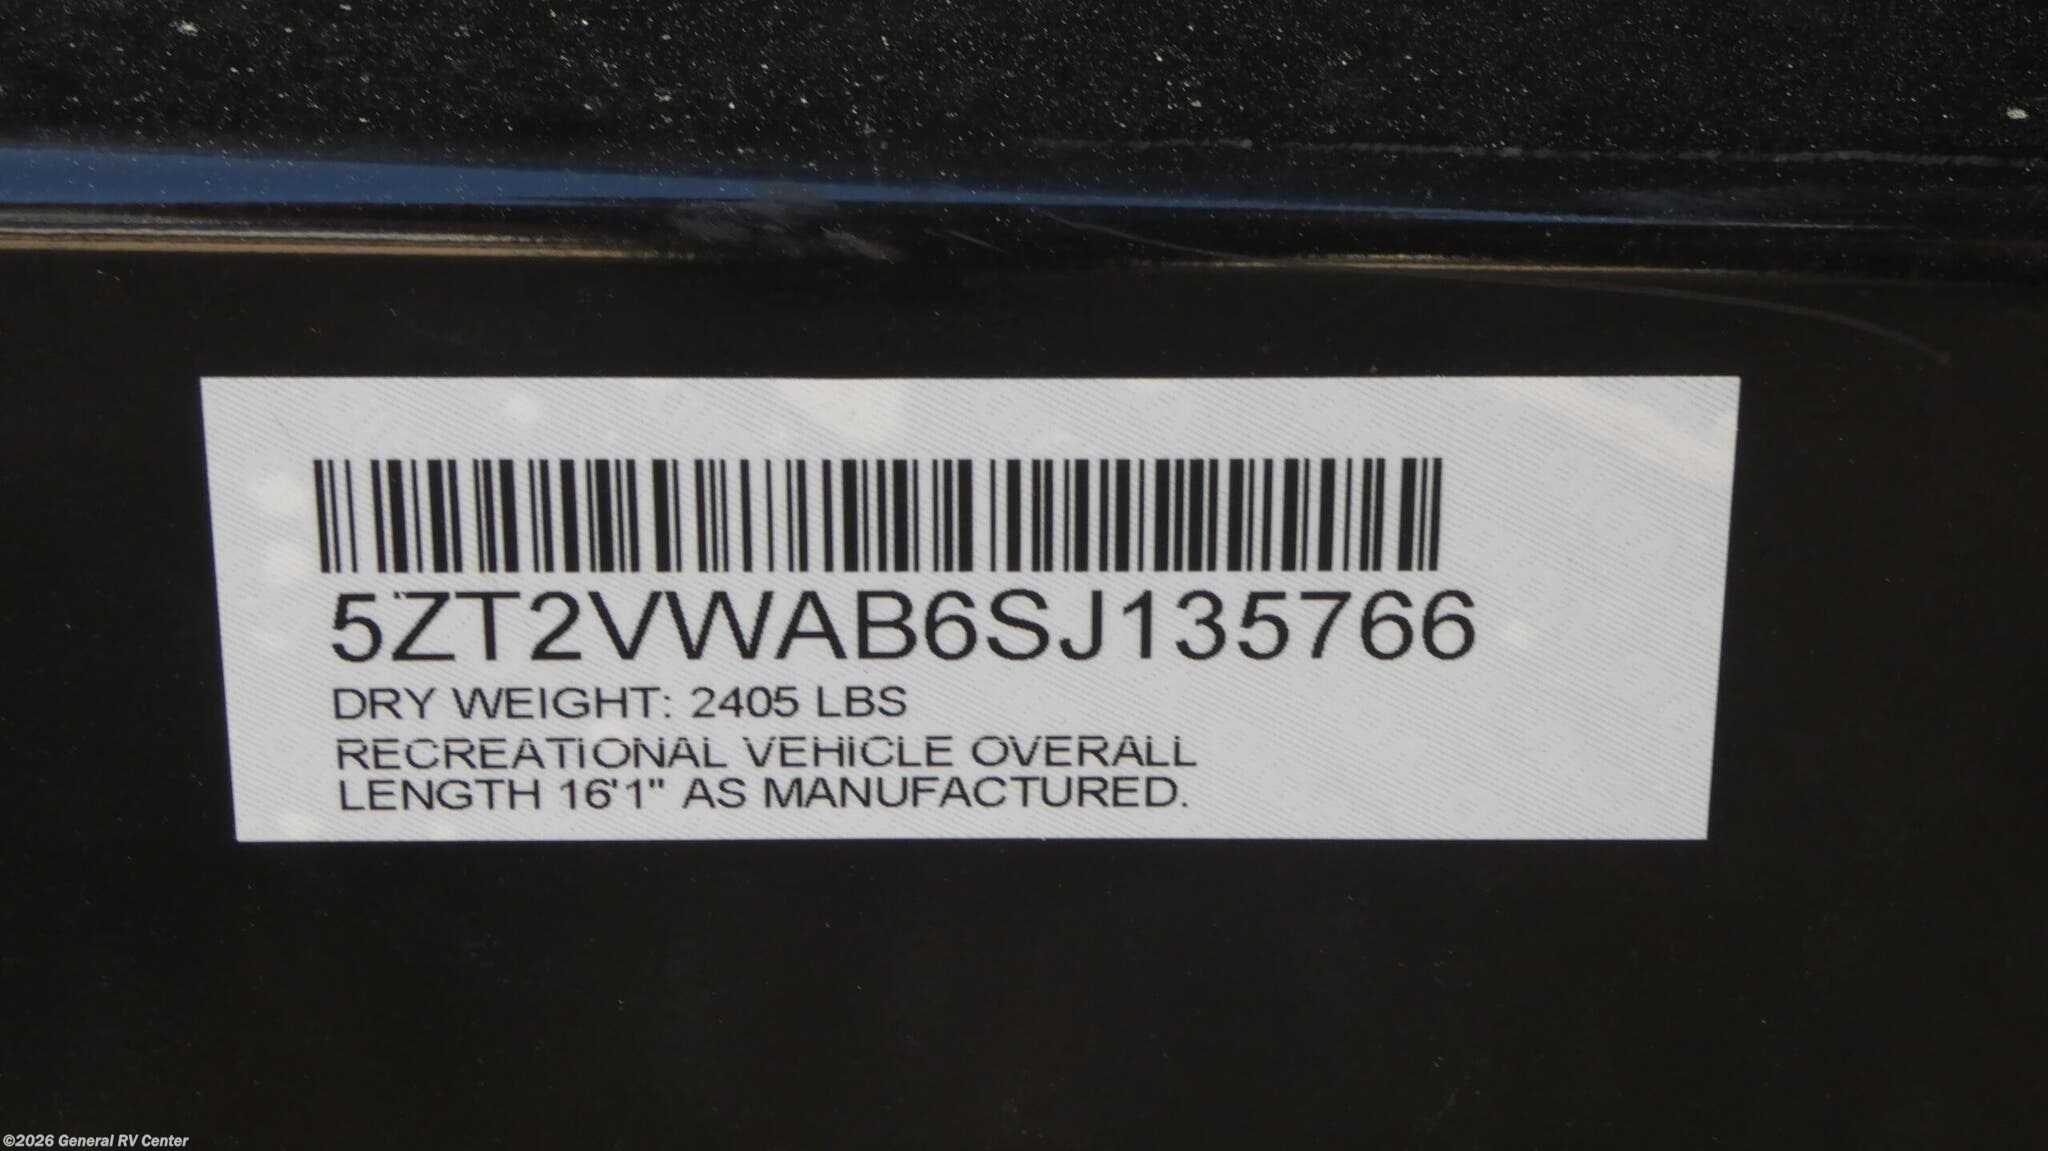 5ZT2VWAB6SJ135766
DRY WEIGHT: 2405 LBS
RECREATIONAL VEHICLE OVERALL
LENGTH 16'1" AS MANUFACTURED.
©2026 General RV Center